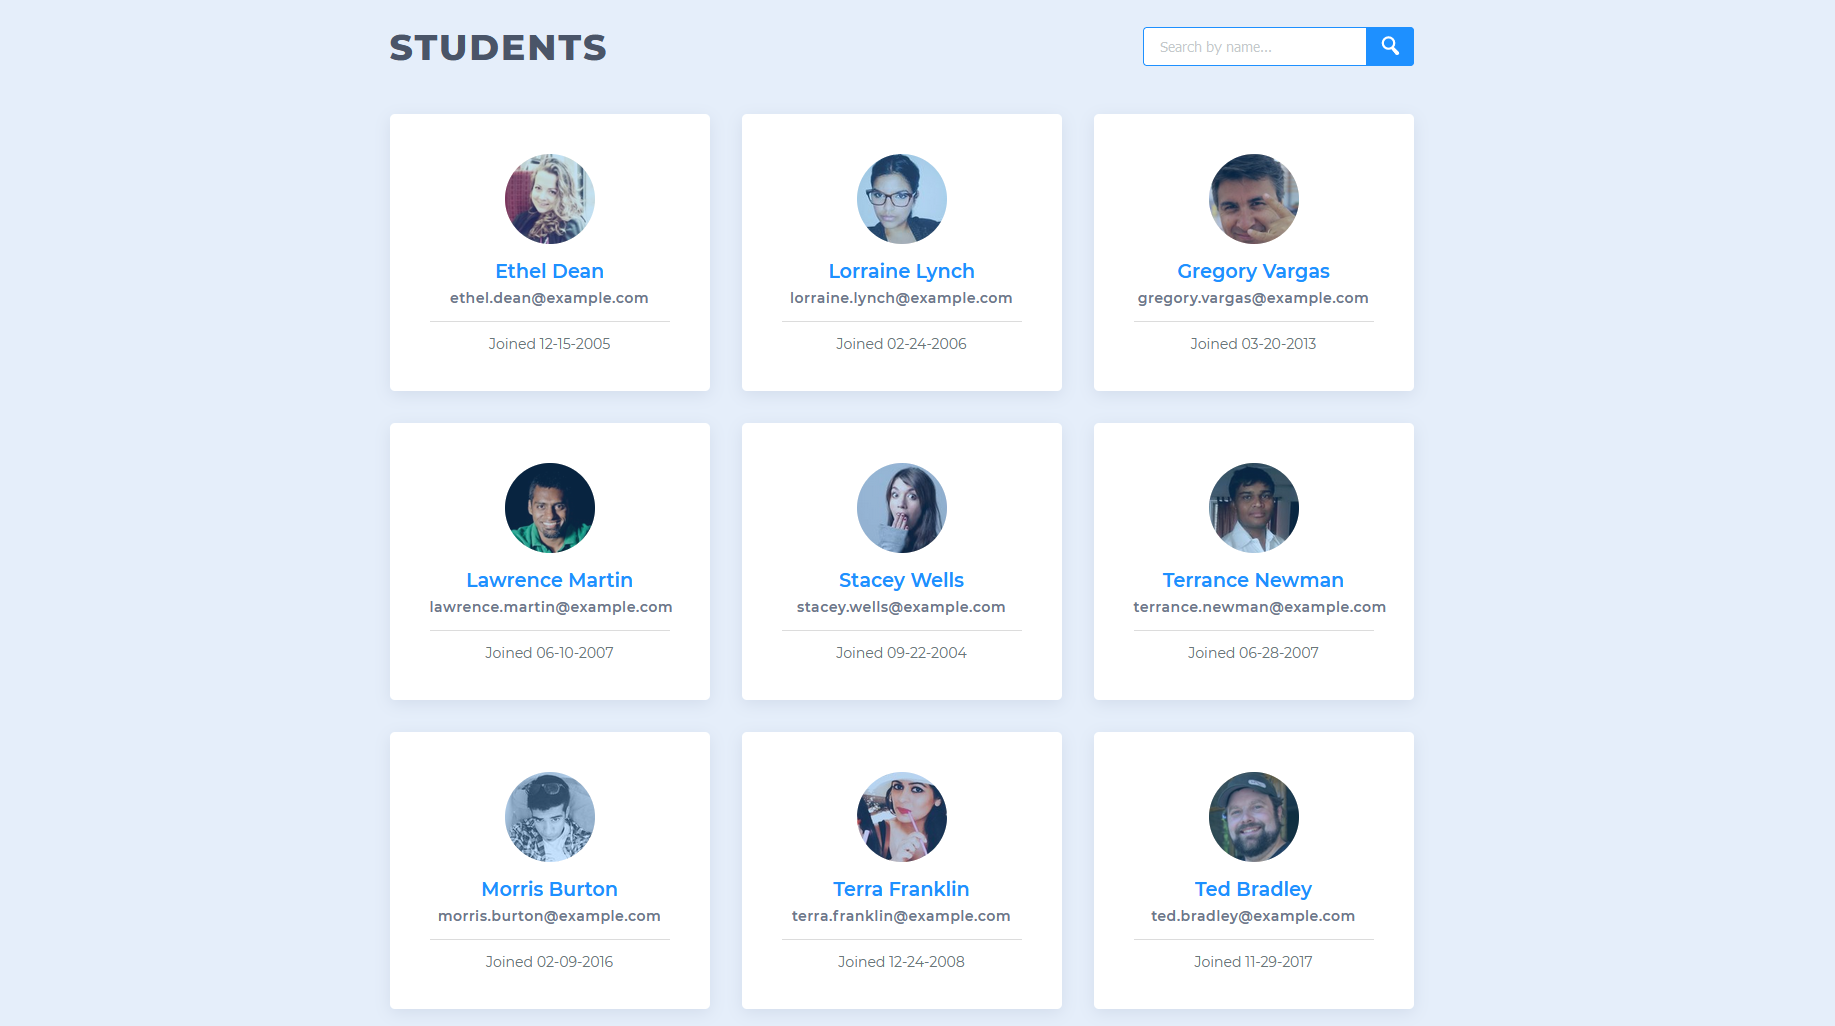 STUDENTS
Search by name...
Ethel Dean
ethel.dean@example.com
Joined 12-15-2005
Lorraine Lynch
lorraine.lynch@example.com
Joined 02-24-2006
Gregory Vargas
gregory.vargas@example.com
Joined 03-20-2013
Lawrence Martin
lawrence.martin@example.com
Joined 06-10-2007
Stacey Wells
stacey.wells@example.com
Joined 09-22-2004
Terrance Newman
terrance.newman@example.com
Joined 06-28-2007
Morris Burton
morris.burton@example.com
Joined 02-09-2016
Terra Franklin
terra.franklin@example.com
Joined 12-24-2008
Ted Bradley
ted.bradley@example.com
Joined 11-29-2017